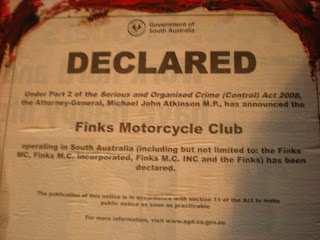 Government of
South Australia
DECLARED
Under Part 2 of the Serious and Organised Crime (Control) Act 2008,
the Attorney-General, Michael John Atkinson M.P., has announced the
Finks Motorcycle Club
operating in South Australia (including but not limited to: the Finks
MC, Finks M.C. Incorporated, Finks M.C. INC and the Finks) has been
declared.
The publication of this notice is in accordance with section 11 of the Act to make
public notice as soon as practicable
For more information, visit www.agd.sa.gov.au